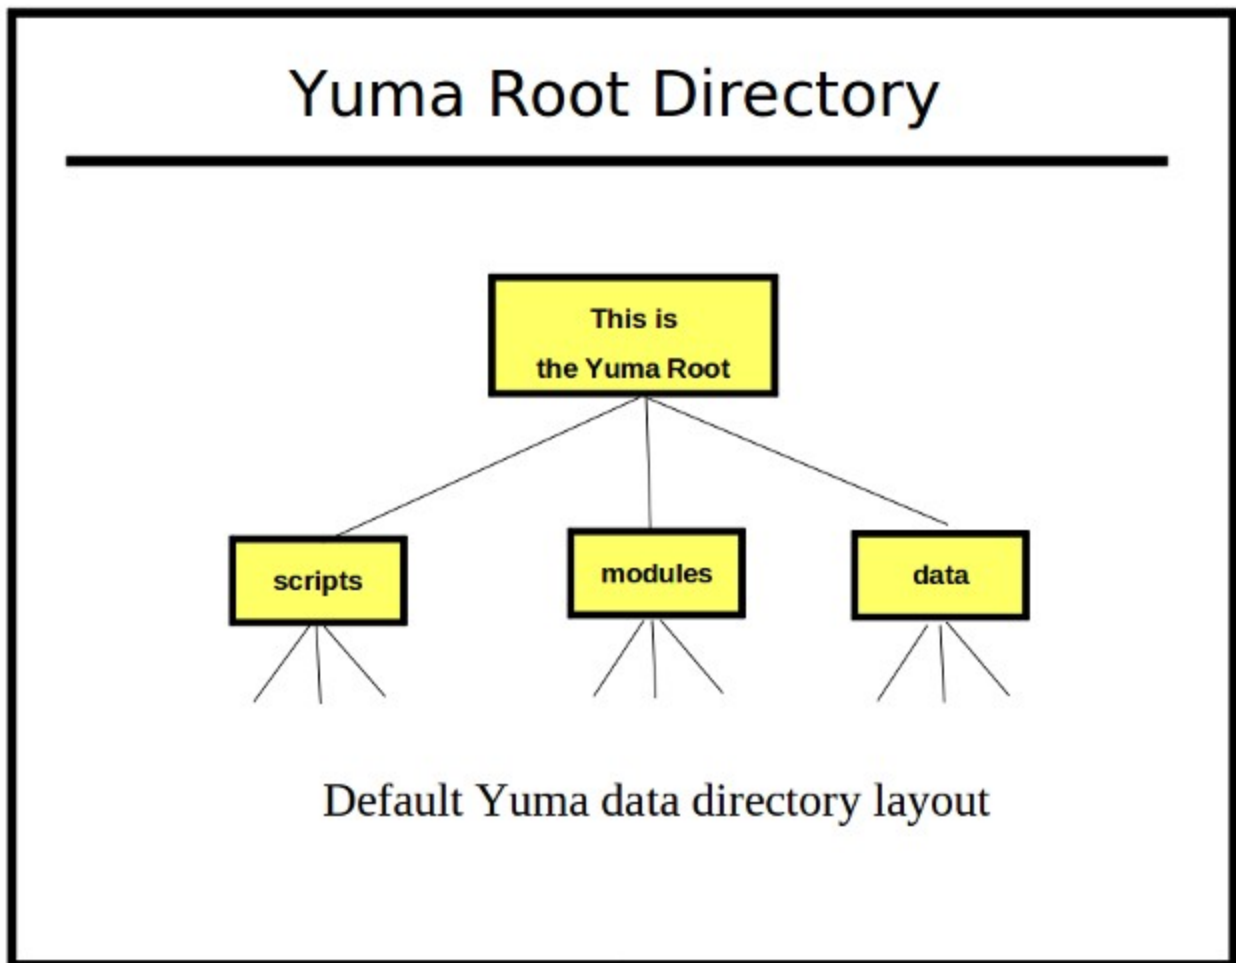 Yuma Root Directory
This is
the Yuma Root
scripts
modules
data
Default Yuma data directory layout